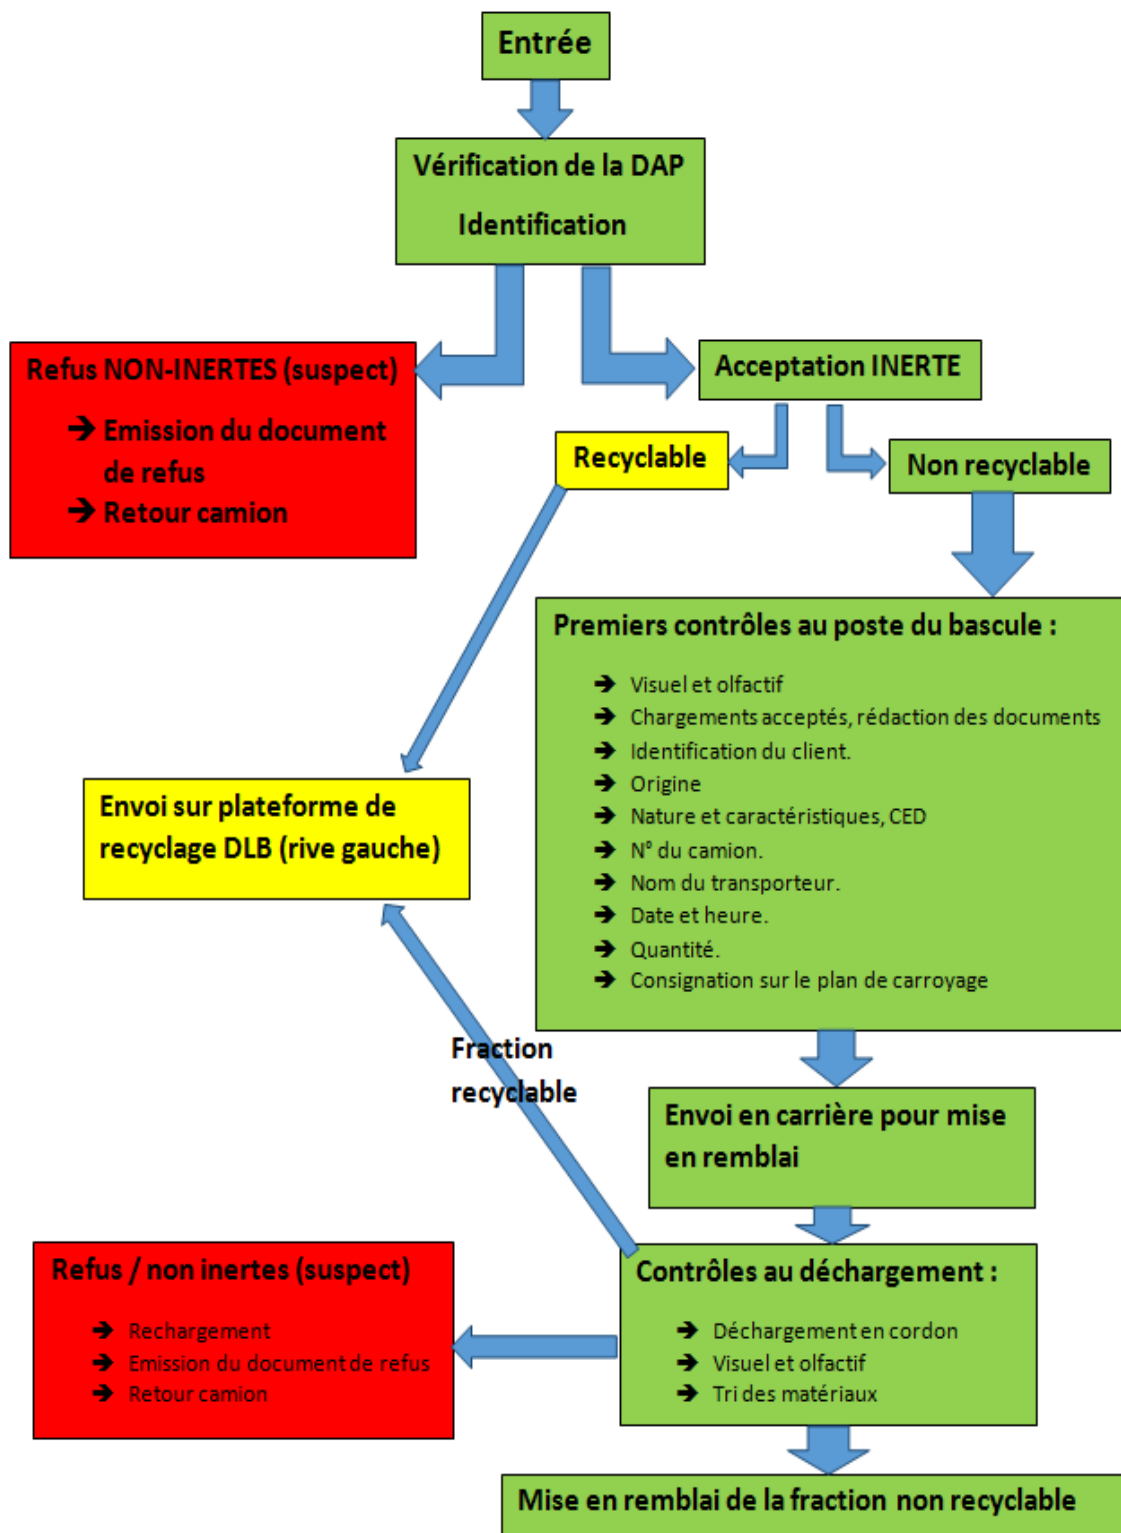 Entrée
Vérification de la DAP
Identification
Refus NON-INERTES (suspect)
➔ Emission du document
de refus
➔ Retour camion
Acceptation INERTE
Recyclable
Non recyclable
Premiers contrôles au poste du bascule :
➔ Visuel et olfactif
➔ Chargements acceptés, rédaction des documents
➔ Identification du client.
➔ Origine
➔ Nature et caractéristiques, CED
➔ N° du camion.
➔ Nom du transporteur.
➔ Date et heure.
➔ Quantité.
➔ Consignation sur le plan de carroyage
Envoi sur plateforme de
recyclage DLB (rive gauche)
Fraction
recyclable
Envoi en carrière pour mise
en remblai
Refus / non inertes (suspect)
➔ Rechargement
➔ Emission du document de refus
➔ Retour camion
Contrôles au déchargement :
➔ Déchargement en cordon
➔ Visuel et olfactif
➔ Tri des matériaux
Mise en remblai de la fraction non recyclable